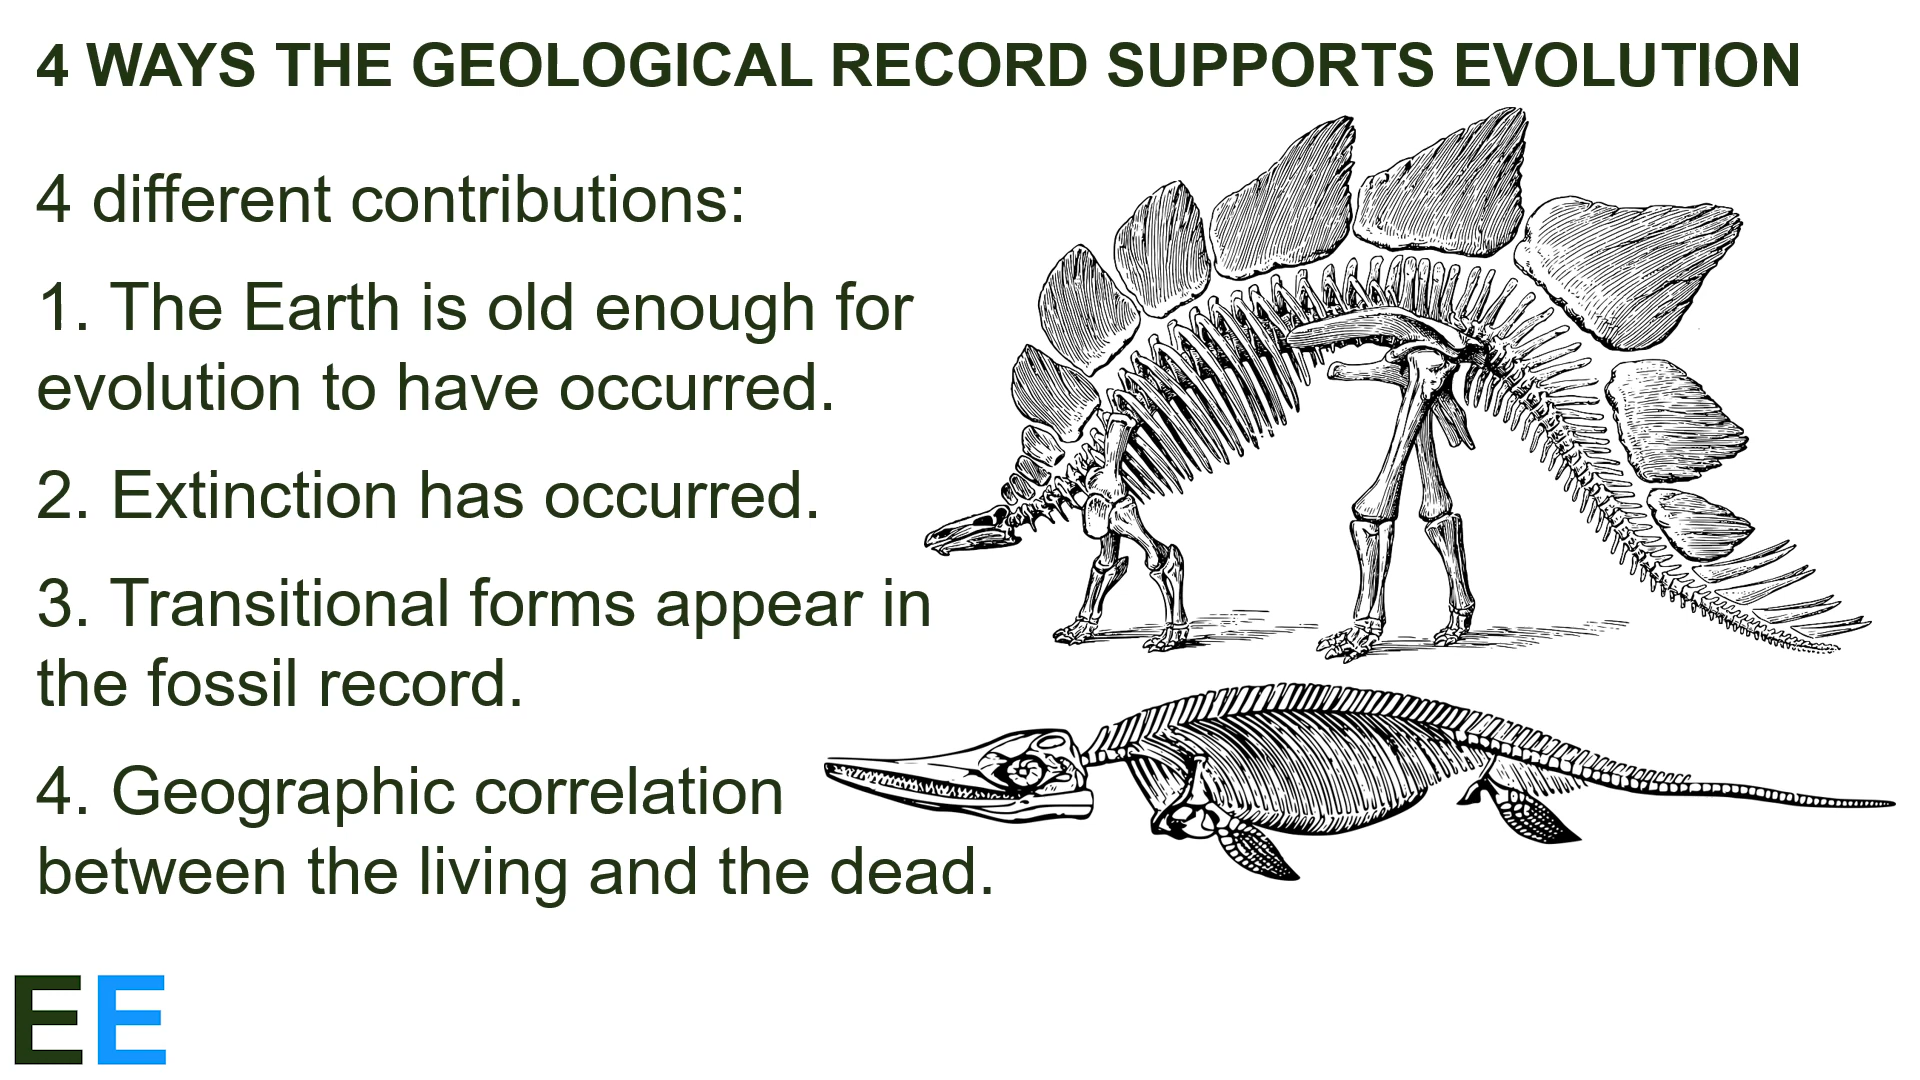 4 WAYS THE GEOLOGICAL RECORD SUPPORTS EVOLUTION
4 different contributions:
1. The Earth is old enough for
evolution to have occurred.
2. Extinction has occurred.
3. Transitional forms appear in
the fossil record.
4. Geographic correlation
between the living and the dead.
EE